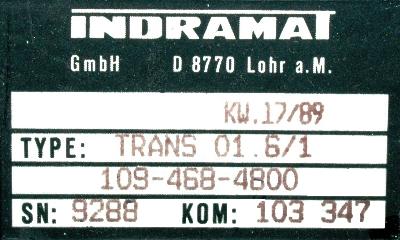 INDRAMAT
GmbH D 8770 Lohr a.M.
KW.17/89
TYPE: TRANS 01.6/1
109-468-4800
SN: 9288 KOM: 103 347